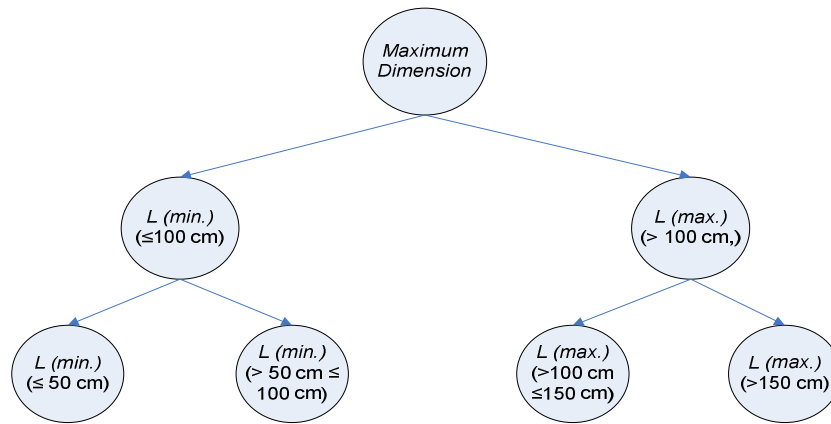 Maximum
Dimension
L (min.)
(≤100 cm)
L (max.)
(> 100 cm,)
L (min.)
(≤ 50 cm)
L (min.)
(> 50 cm ≤
100 cm)
L (max.)
(>100 cm
≤150 cm)
L (max.)
(>150 cm)